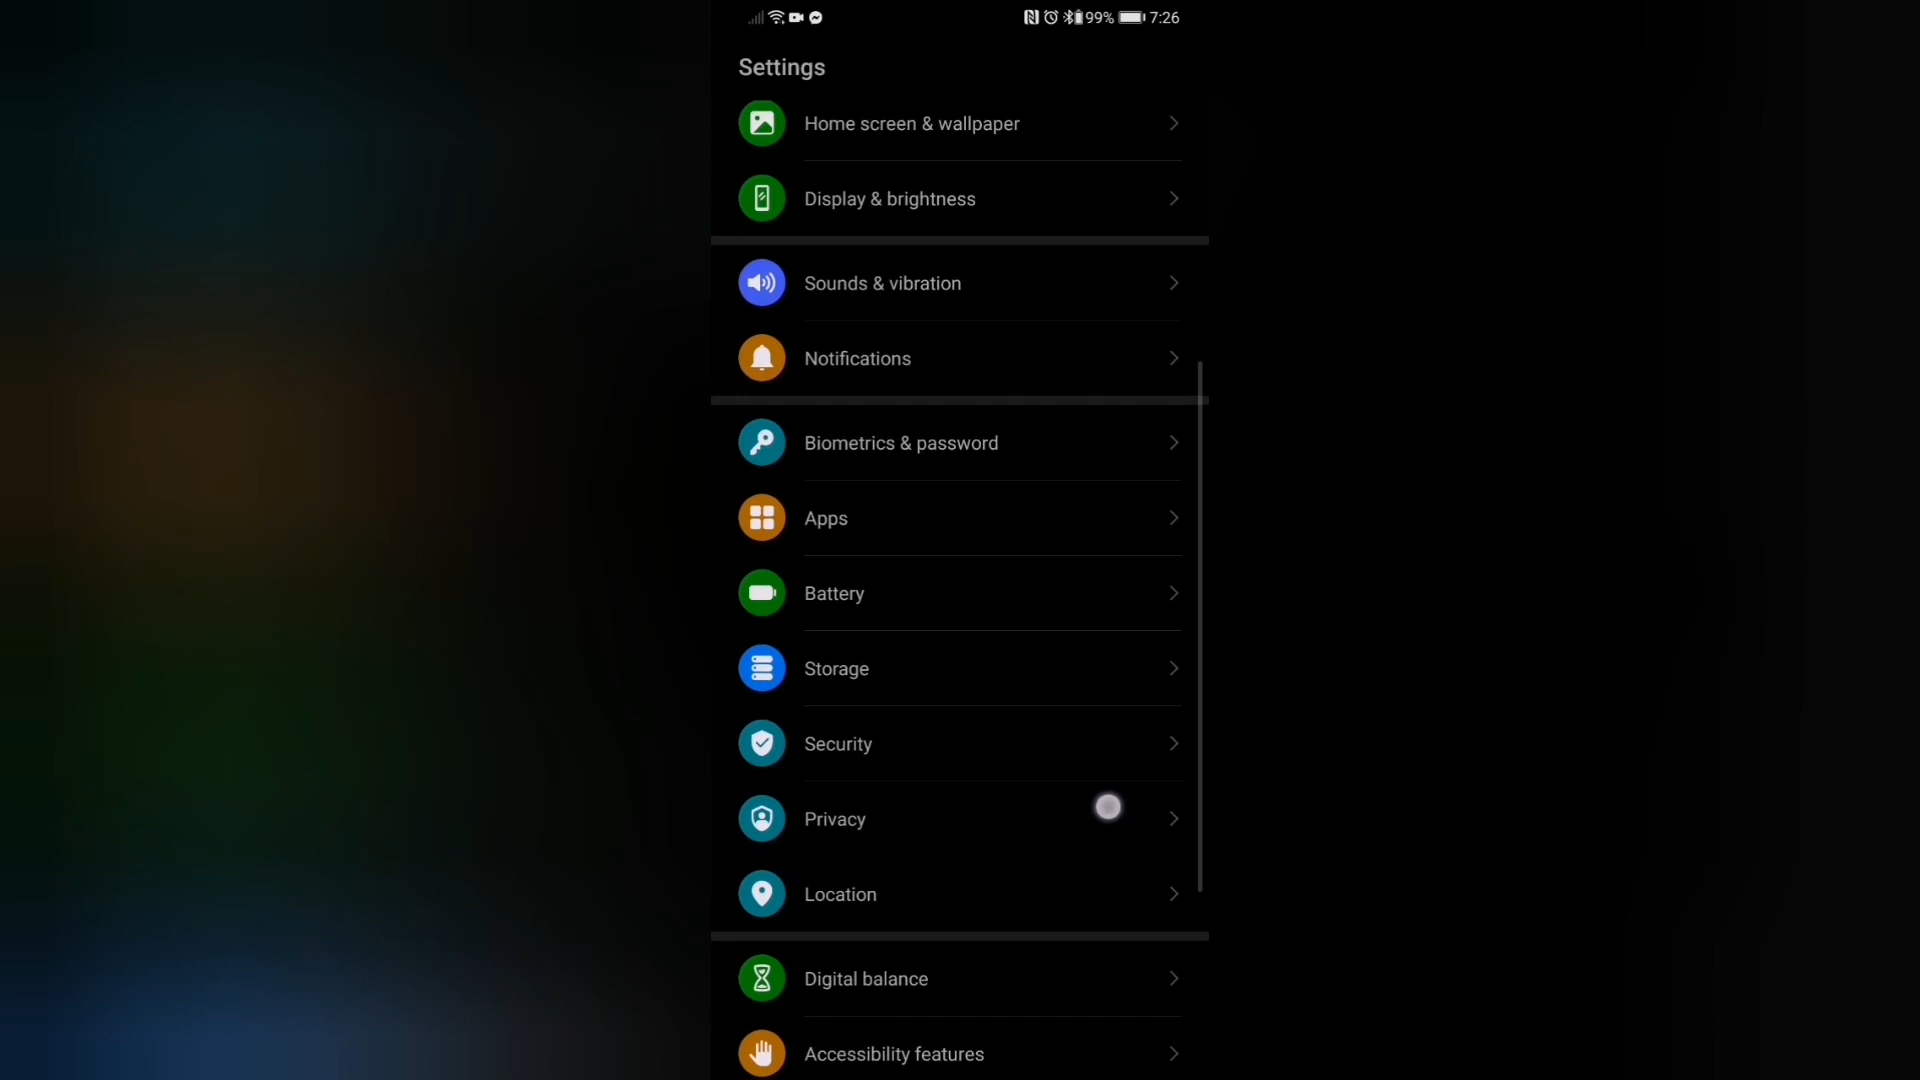 99% 7:26
Settings
Home screen & wallpaper
Display & brightness
Sounds & vibration
Notifications
Biometrics & password
Apps
Battery
Storage
Security
Privacy
Location
Digital balance
Accessibility features